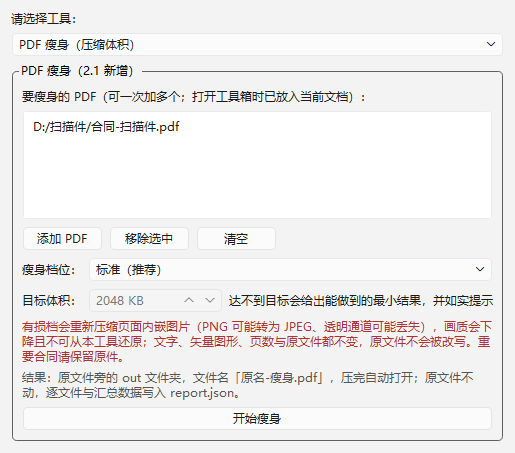 请选择工具：
PDF 瘦身（压缩体积）
PDF 瘦身（2.1 新增）
要瘦身的 PDF（可一次加多个；打开工具箱时已放入当前文档）：
D:/扫描件/合同-扫描件.pdf
添加 PDF 移除选中 清空
瘦身档位： 标准（推荐）
目标体积： 2048 KB 达不到目标会给出能做到的最小结果，并如实提示
有损档会重新压缩页面内嵌图片（PNG 可能转为 JPEG、透明通道可能丢失），画质会下
降且不可从本工具还原；文字、矢量图形、页数与原文件都不变，原文件不会被改写。重
要合同请保留原件。
结果：原文件旁的 out 文件夹，文件名「原名-瘦身.pdf」，压完自动打开；原文件不
动，逐文件与汇总数据写入 report.json。
开始瘦身